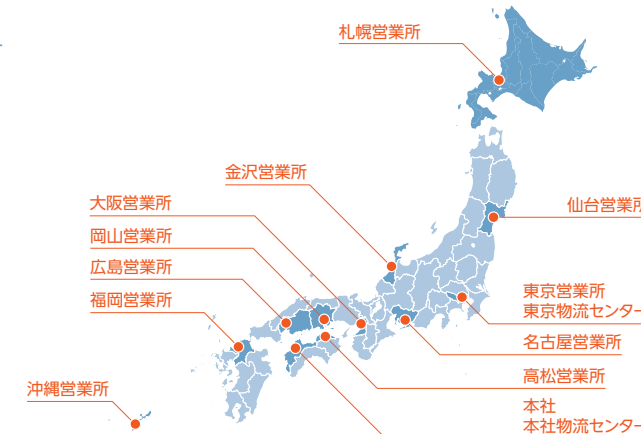 札幌営業所
金沢営業所
大阪営業所
仙台営業所
岡山営業所
広島営業所
福岡営業所
東京営業所
東京物流センター
名古屋営業所
高松営業所
沖縄営業所
本社
本社物流センター